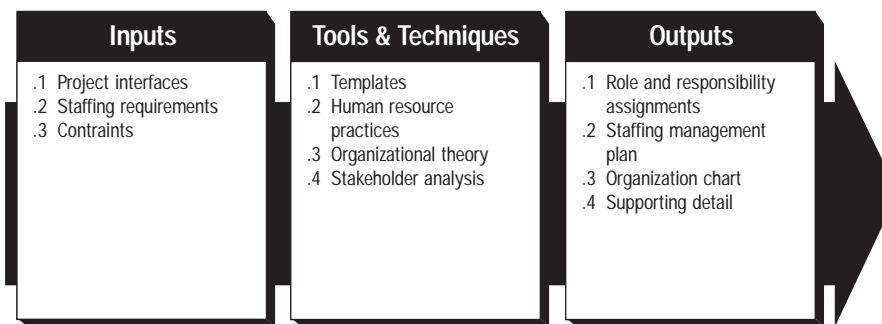 Inputs
.1 Project interfaces
.2 Staffing requirements
.3 Contraints
Tools & Techniques
.1 Templates
.2 Human resource
practices
.3 Organizational theory
.4 Stakeholder analysis
Outputs
.1 Role and responsibility
assignments
.2 Staffing management
plan
.3 Organization chart
.4 Supporting detail